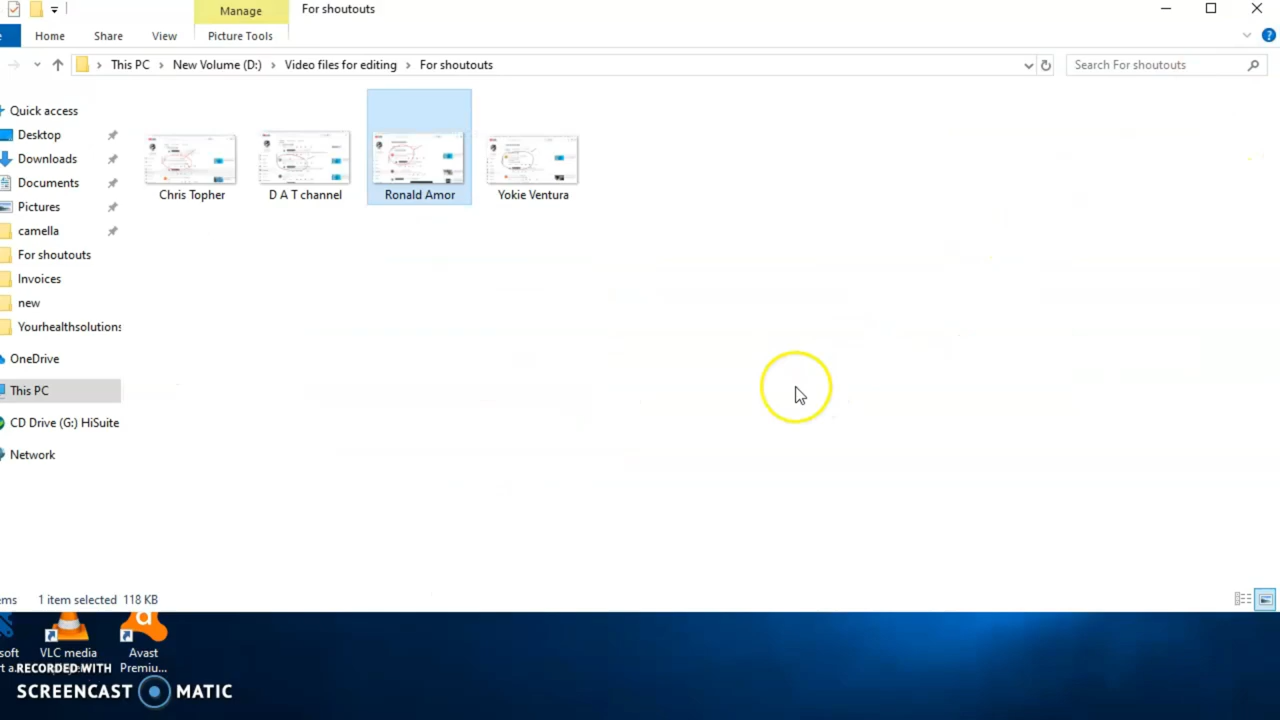 Manage
For shoutouts
Home
Share
View
Picture Tools
This PC
New Volume (D:)
Video files for editing
For shoutouts
Search For shoutouts
Quick access
Desktop
Downloads
Documents
Pictures
camella
For shoutouts
Invoices
new
Yourhealthsolutions
OneDrive
This PC
CD Drive (G:) HiSuite
Network
Chris Topher
D A T channel
Ronald Amor
Yokie Ventura
ems
1 item selected 118 KB
soft
VLC media
Avast
Premiu...
RECORDED WITH
SCREENCAST MATIC